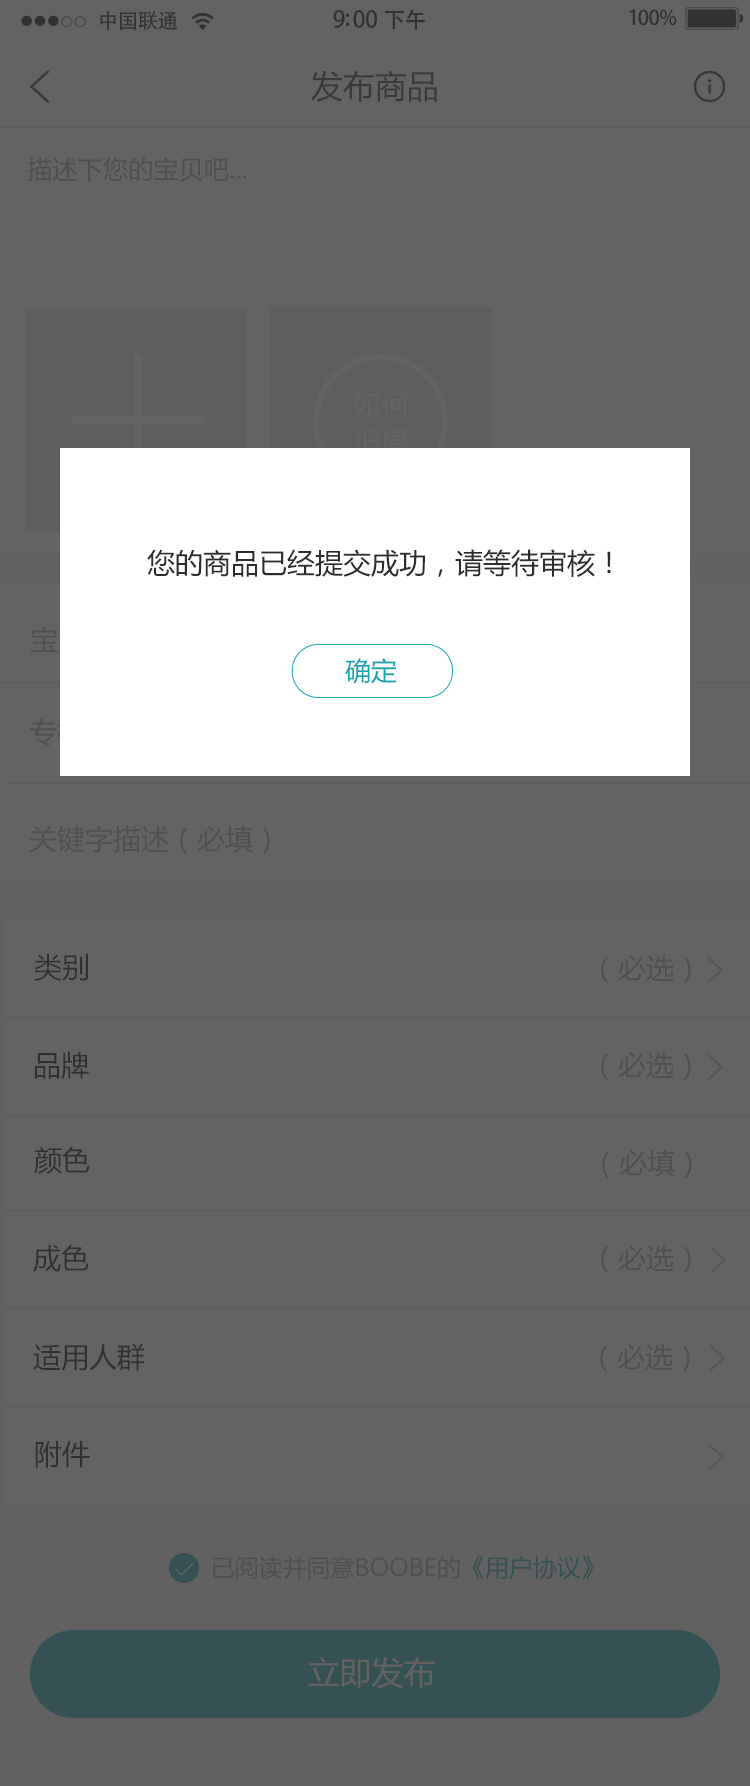 中国联通 9:00 下午 100%
发布商品
描述下您的宝贝吧...
如何
拍摄
您的商品已经提交成功，请等待审核！
确定
宝
专
关键字描述（必填）
类别 （必选）
品牌 （必选）
颜色 （必填）
成色 （必选）
适用人群 （必选）
附件
已阅读并同意BOOBE的《用户协议》
立即发布